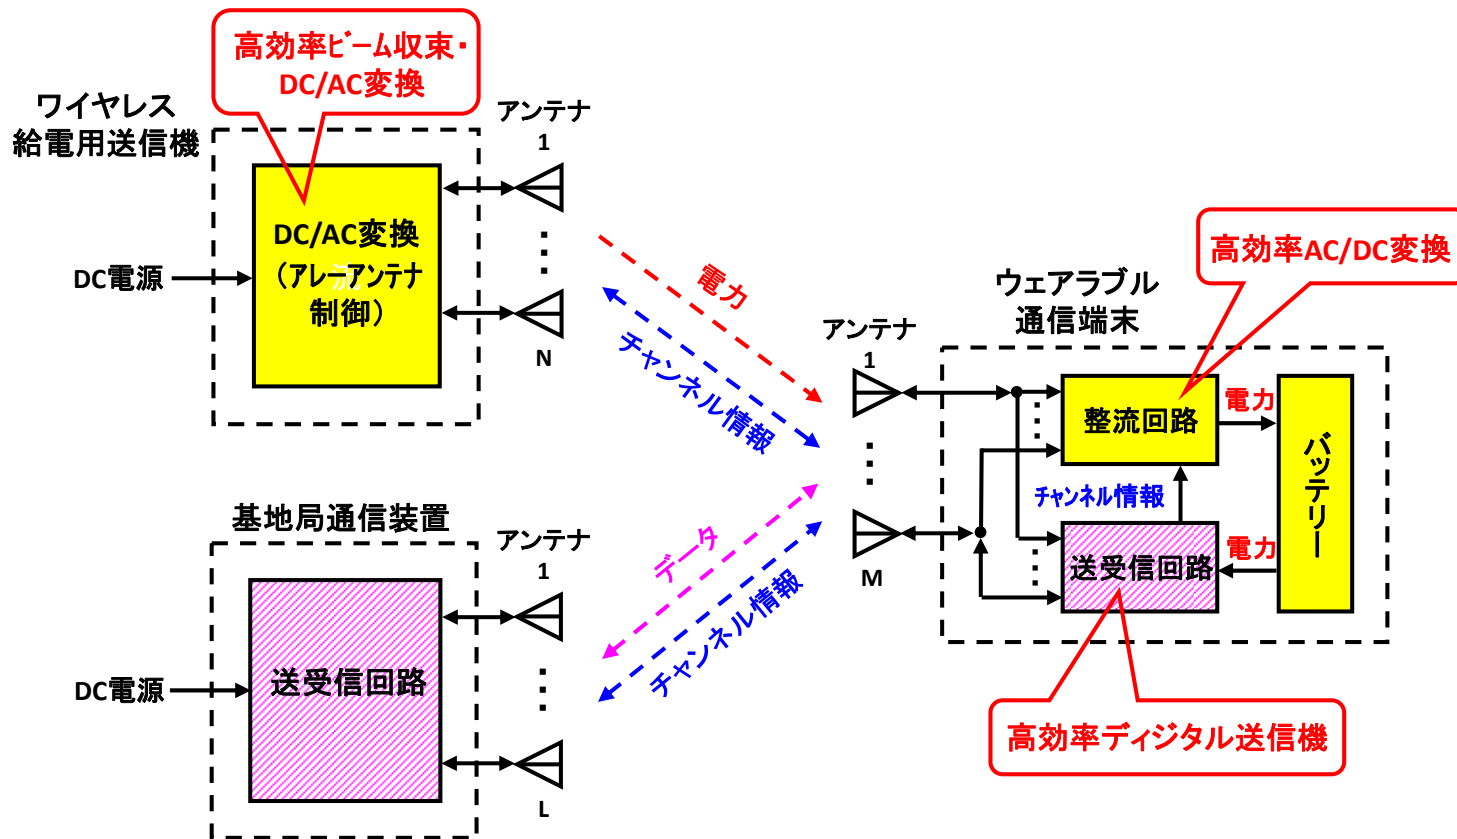 高効率ビーム収束・
DC/AC変換
ワイヤレス
給電用送信機
アンテナ
1
DC/AC変換
（アレーアンテナ
流
制御）
DC電源
N
電力
チャンネル情報
高効率AC/DC変換
ウェアラブル
通信端末
アンテナ
1
整流回路
電力
バッテリー
チャンネル情報
送受信回路
電力
M
高効率ディジタル送信機
基地局通信装置
アンテナ
1
データ
チャンネル情報
送受信回路
DC電源
L